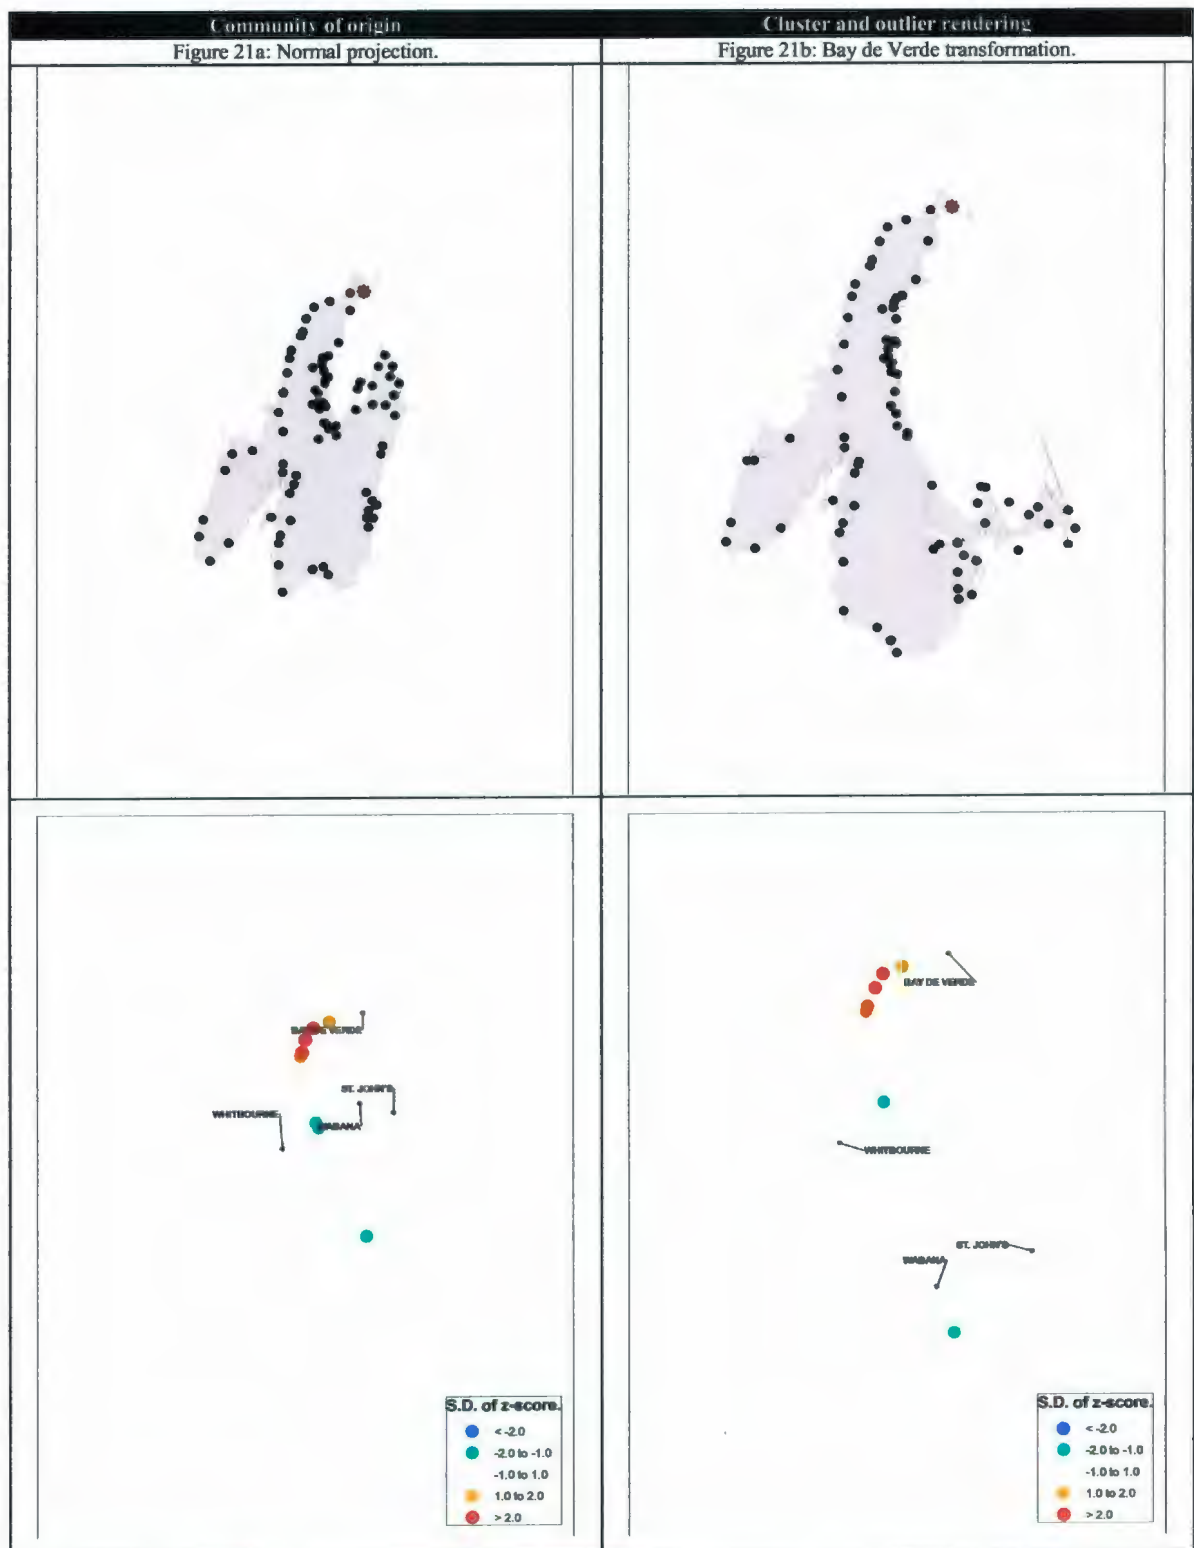 Community of origin
Cluster and outlier rendering
Figure 21a: Normal projection.
Figure 21b: Bay de Verde transformation.
BAY DE VERDE
ST. JOHN'S
WHITBOURNE
WABANA
S.D. of z-score.
< -2.0
-2.0 to -1.0
-1.0 to 1.0
1.0 to 2.0
> 2.0
BAY DE VERDE
WHITBOURNE
ST. JOHN'S
WABANA
S.D. of z-score.
< -2.0
-2.0 to -1.0
-1.0 to 1.0
1.0 to 2.0
> 2.0